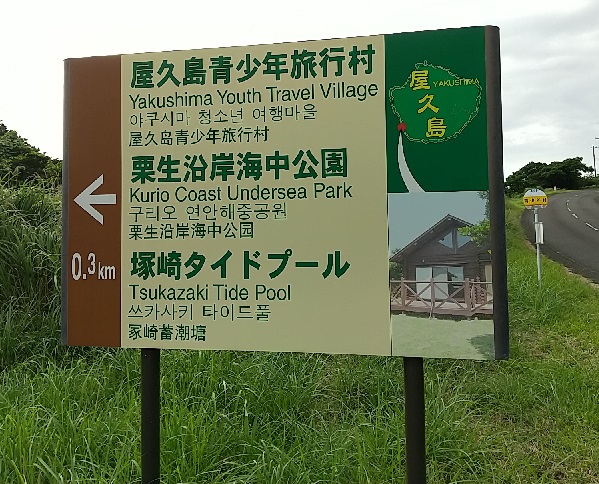 屋久島青少年旅行村
Yakushima Youth Travel Village
야쿠시마 청소년 여행마을
屋久島青少年旅行村
栗生沿岸海中公園
Kurio Coast Undersea Park
구리오 연안해중공원
栗生沿岸海中公園
塚崎タイドプール
Tsukazaki Tide Pool
쓰카사키 타이드풀
冢崎蓄潮塘
0.3km
屋久島
YAKUSHIMA